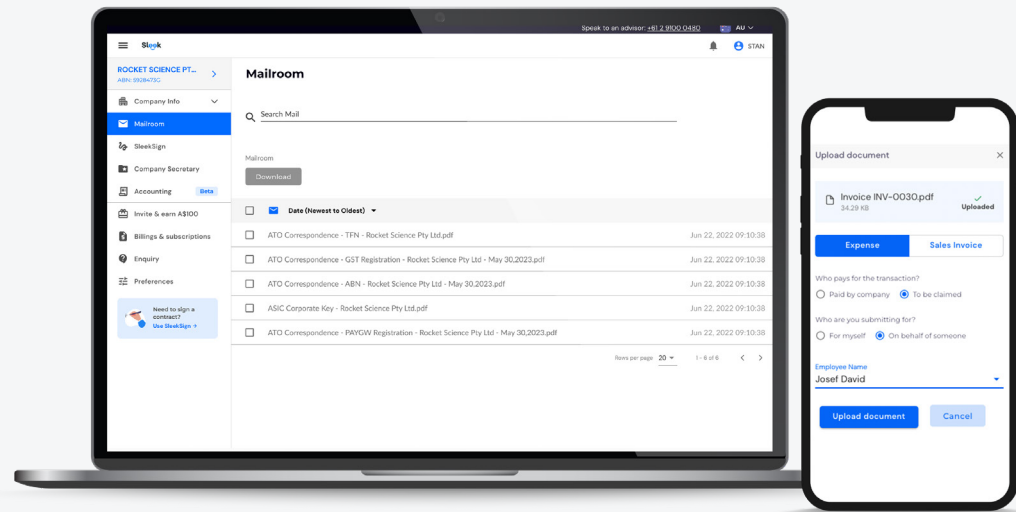 Speak to an advisor: +61 2 9100 0480 AU
Sleek STAN
ROCKET SCIENCE PT...
ABN: 5928473G
Mailroom
Company Info
Search Mail
Mailroom
SleekSign
Company Secretary
Mailroom
Download
Accounting Beta
Invite & earn A$100
Date (Newest to Oldest)
Billings & subscriptions
ATO Correspondence - TFN - Rocket Science Pty Ltd.pdf Jun 22, 2022 09:10:38
Enquiry
ATO Correspondence - GST Registration - Rocket Science Pty Ltd - May 30,2023.pdf Jun 22, 2022 09:10:38
Preferences
ATO Correspondence - ABN - Rocket Science Pty Ltd - May 30,2023.pdf Jun 22, 2022 09:10:38
Need to sign a
contract?
Use SleekSign
ASIC Corporate Key - Rocket Science Pty Ltd.pdf Jun 22, 2022 09:10:38
ATO Correspondence - PAYGW Registration - Rocket Science Pty Ltd - May 30,2023.pdf Jun 22, 2022 09:10:38
Rows per page 20 1-6 of 6
Upload document
Invoice INV-0030.pdf
34.29 KB
Uploaded
Expense Sales Invoice
Who pays for the transaction?
Paid by company To be claimed
Who are you submitting for?
For myself On behalf of someone
Employee Name
Josef David
Upload document Cancel